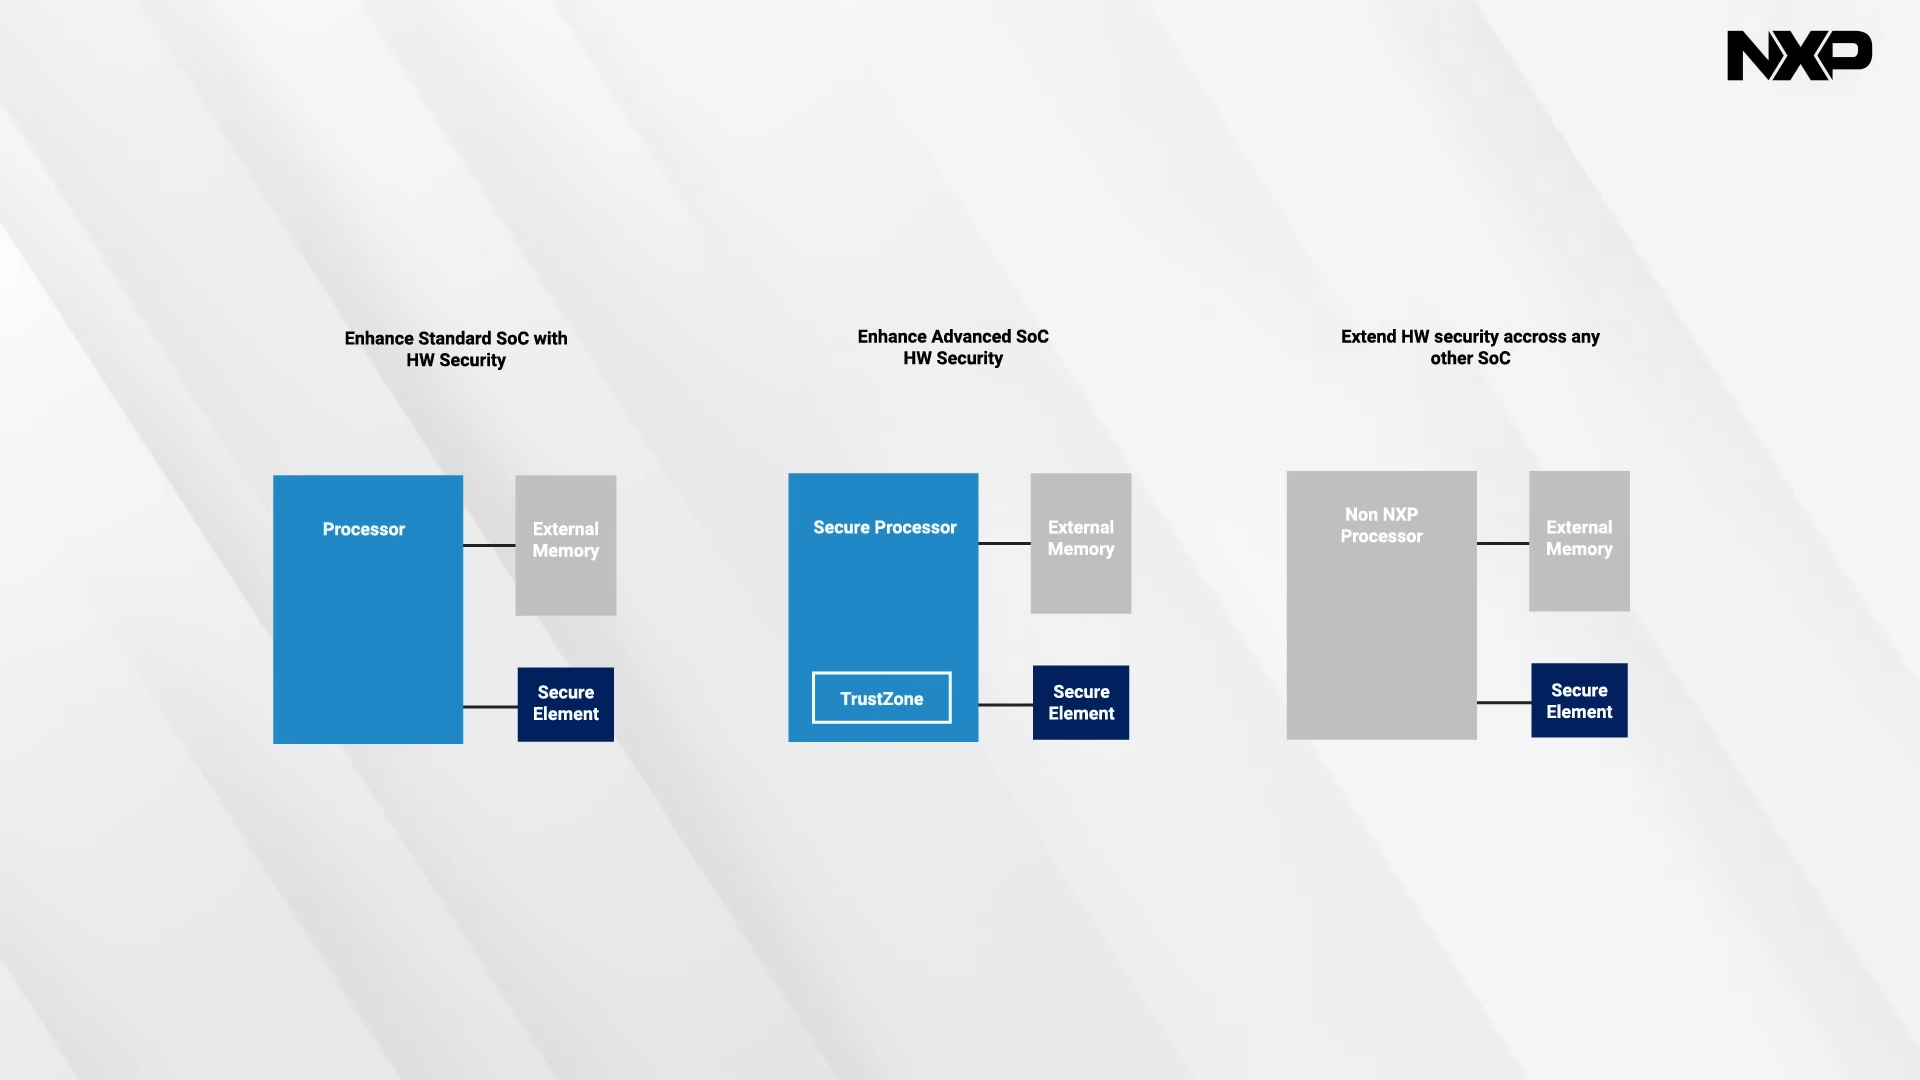 NXP
Enhance Standard SoC with
HW Security
Processor
External
Memory
Secure
Element
Enhance Advanced SoC
HW Security
Secure Processor
TrustZone
External
Memory
Secure
Element
Extend HW security accross any
other SoC
Non NXP
Processor
External
Memory
Secure
Element